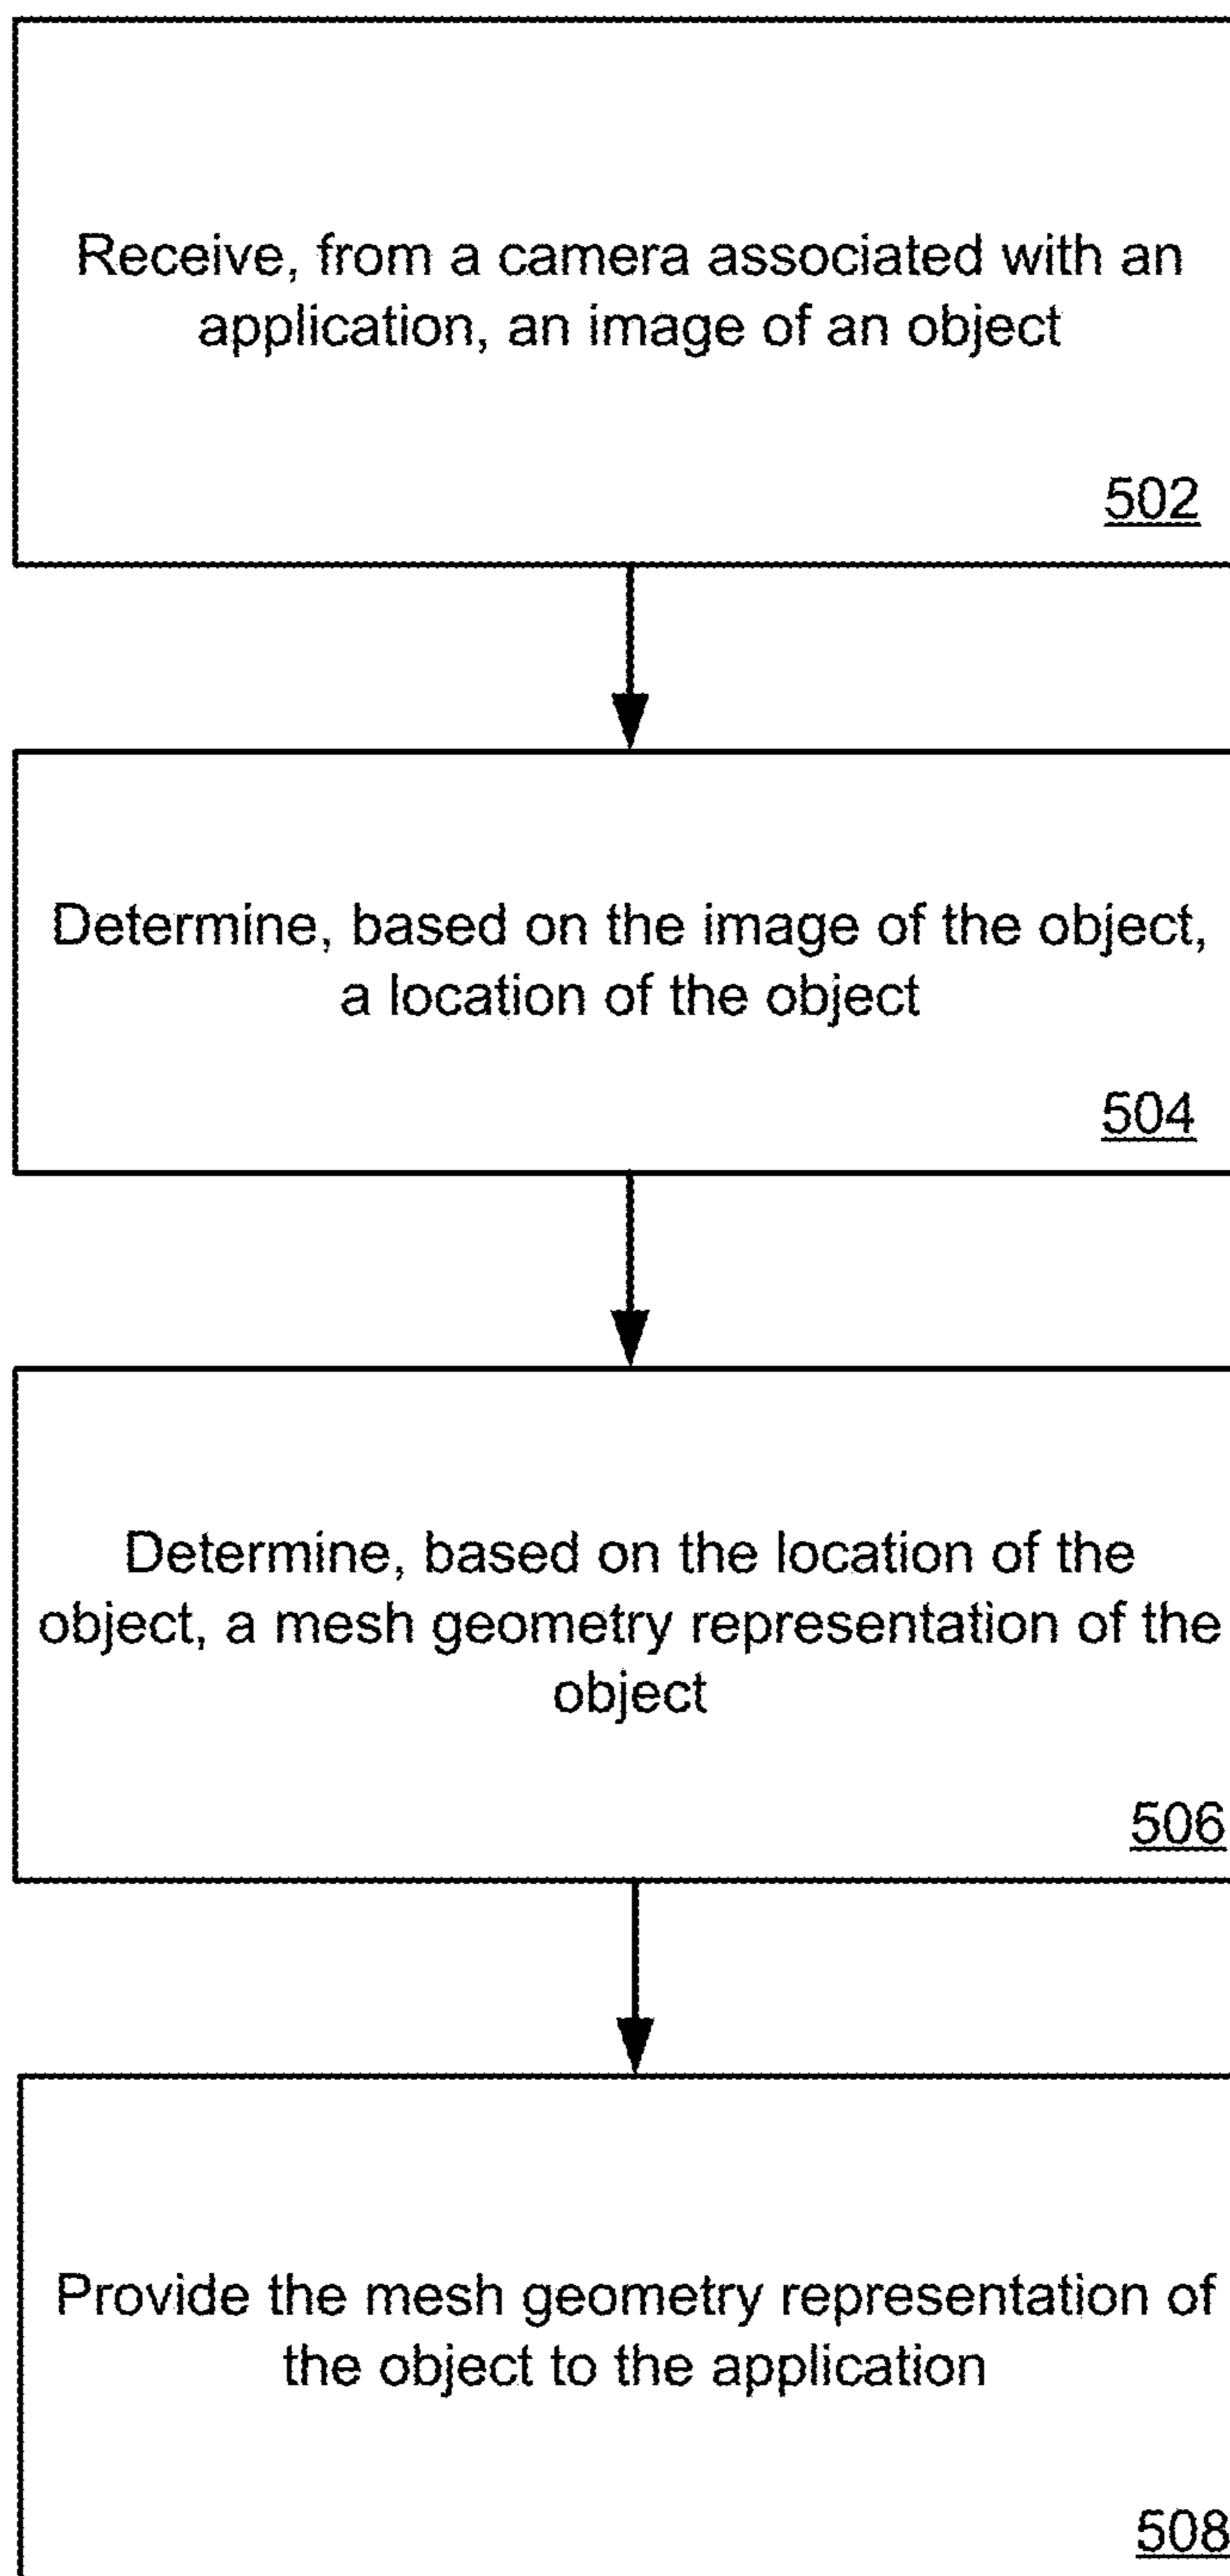 Receive, from a camera associated with an
application, an image of an object
502
Determine, based on the image of the object,
a location of the object
504
Determine, based on the location of the
object, a mesh geometry representation of the
object
506
Provide the mesh geometry representation of
the object to the application
508